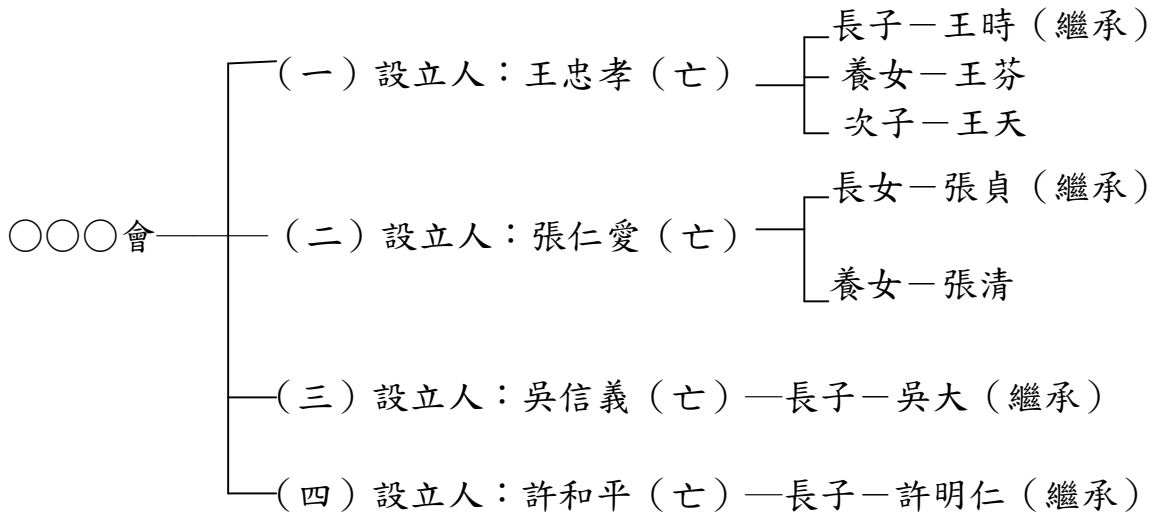 長子－王時（繼承）
（一）設立人：王忠孝（亡）
養女－王芬
次子－王天
長女－張貞（繼承）
○○○會
（二）設立人：張仁愛（亡）
養女－張清
（三）設立人：吳信義（亡）—長子－吳大（繼承）
（四）設立人：許和平（亡）—長子－許明仁（繼承）